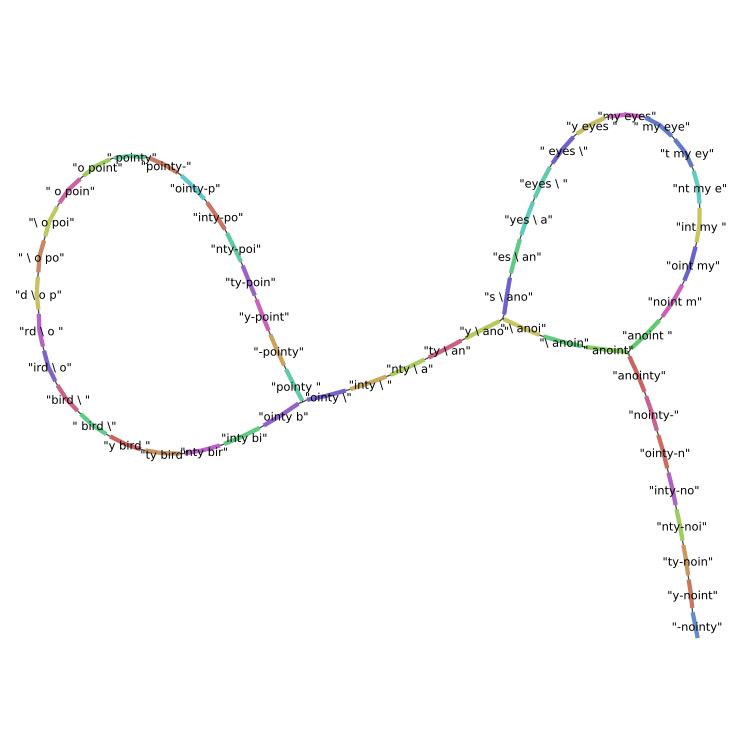 "my eyes"
"y eyes "
" my eye"
" eyes \"
"t my ey"
" pointy"
"pointy-"
"o point"
"eyes \ "
"ointy-p"
"nt my e"
" o poin"
"inty-po"
"yes \ a"
"\ o poi"
"int my "
"nty-poi"
"es \ an"
" \ o po"
"oint my"
"ty-poin"
"d \ o p"
"s \ ano"
"noint m"
"y-point"
" \ anoi"
"rd \ o "
"y \ ano"
"anoint "
"\ anoin"
" anoint"
"ty \ an"
"-pointy"
"ird \ o"
"nty \ a"
"anointy"
"inty \ "
"pointy "
"ointy \"
"bird \ "
"nointy-"
"ointy b"
" bird \"
"inty bi"
"y bird "
"nty bir"
"ointy-n"
"ty bird"
"inty-no"
"nty-noi"
"ty-noin"
"y-noint"
"-nointy"